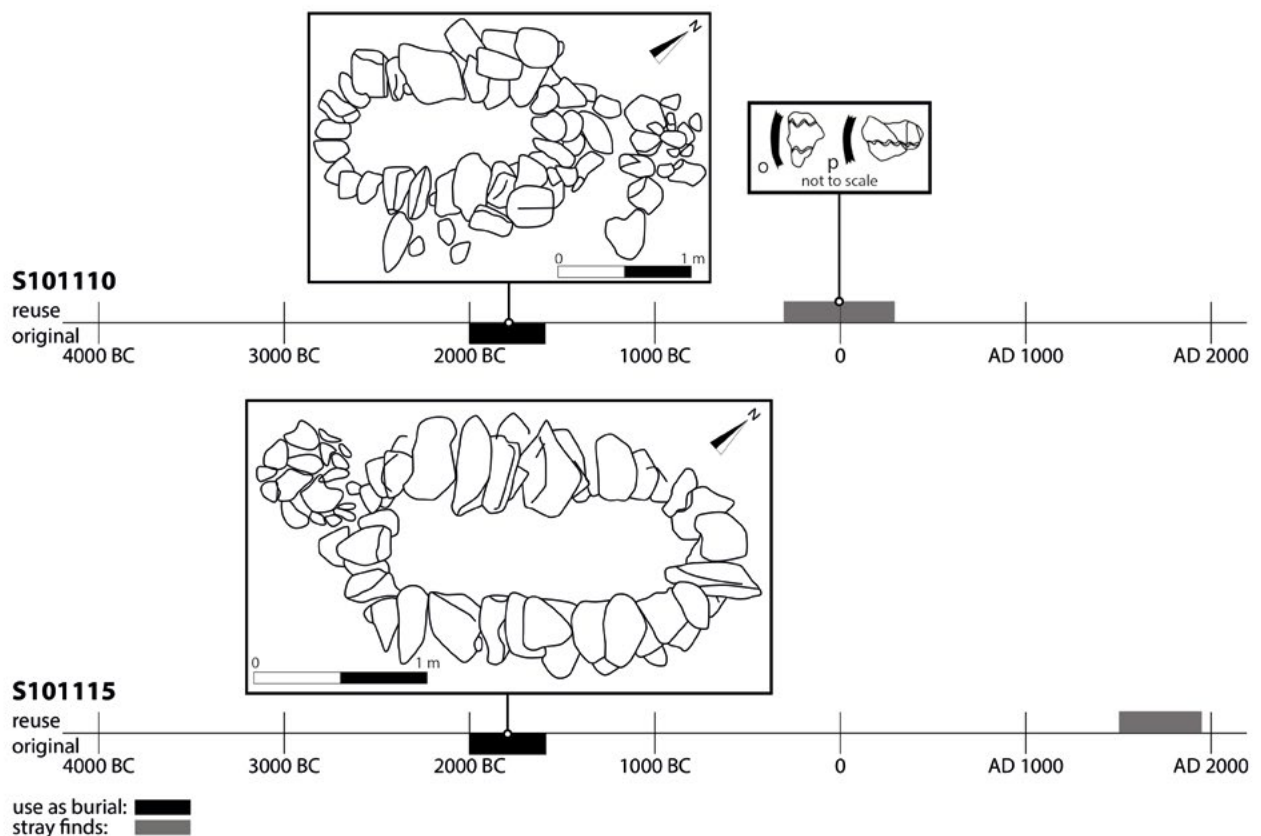 N
o
p
not to scale
0 1 m
S101110
reuse
original
4000 BC 3000 BC 2000 BC 1000 BC 0 AD 1000 AD 2000
N
0 1 m
S101115
reuse
original
4000 BC 3000 BC 2000 BC 1000 BC 0 AD 1000 AD 2000
use as burial:
stray finds: